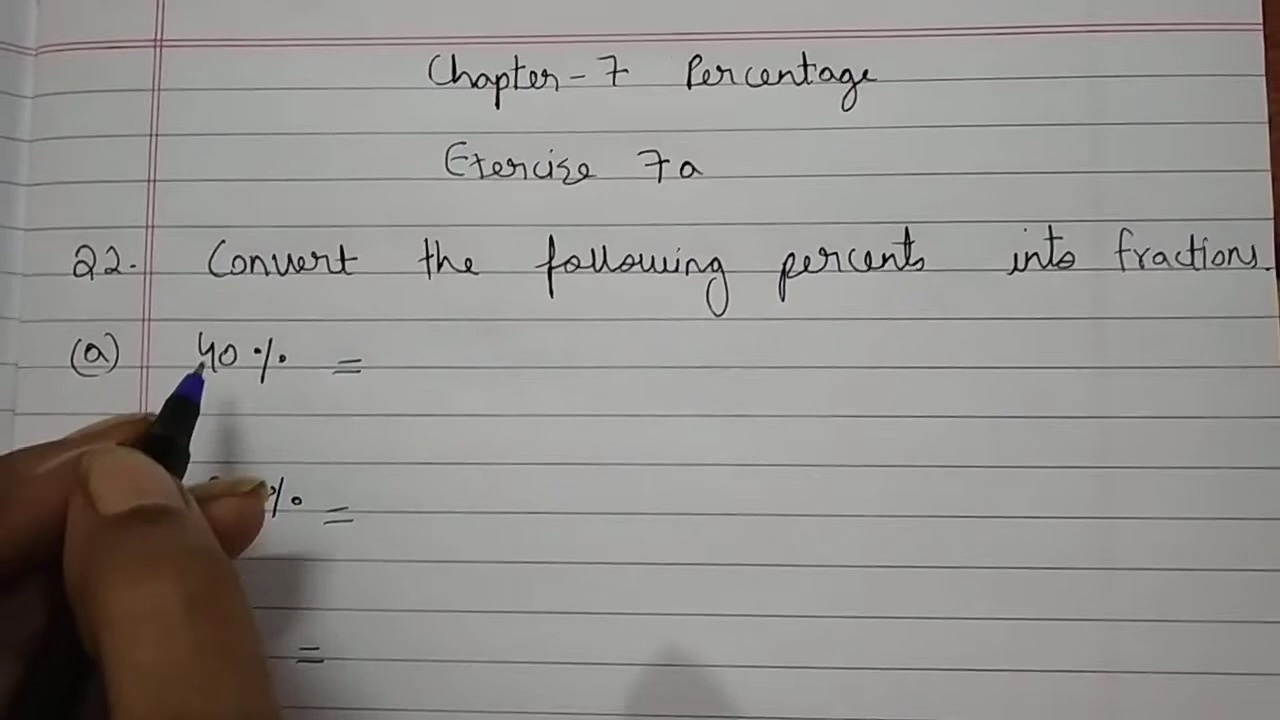 Chapter - 7 Percentage
Exercise 7a
22. Convert the following percents into fractions.
(a) 40% =
% =
=